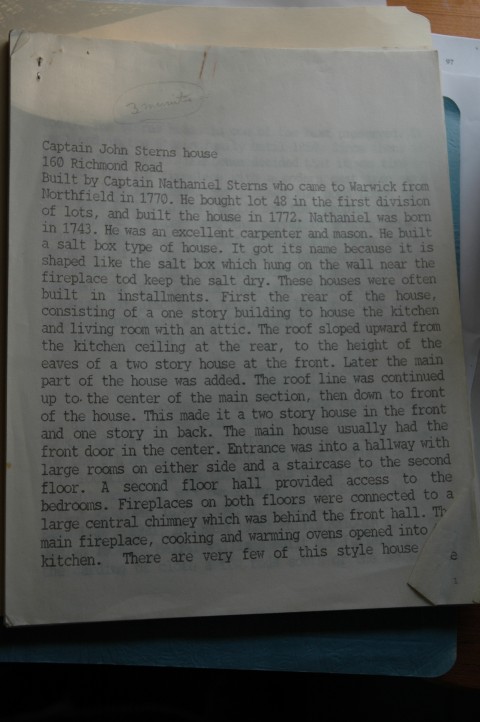 3 minutes
Captain John Sterns house
160 Richmond Road
Built by Captain Nathaniel Sterns who came to Warwick from
Northfield in 1770. He bought lot 48 in the first division
of lots, and built the house in 1772. Nathaniel was born
in 1743. He was an excellent carpenter and mason. He built
a salt box type of house. It got its name because it is
shaped like the salt box which hung on the wall near the
fireplace tod keep the salt dry. These houses were often
built in installments. First the rear of the house,
consisting of a one story building to house the kitchen
and living room with an attic. The roof sloped upward from
the kitchen ceiling at the rear, to the height of the
eaves of a two story house at the front. Later the main
part of the house was added. The roof line was continued
up to the center of the main section, then down to front
of the house. This made it a two story house in the front
and one story in back. The main house usually had the
front door in the center. Entrance was into a hallway with
large rooms on either side and a staircase to the second
floor. A second floor hall provided access to the
bedrooms. Fireplaces on both floors were connected to a
large central chimney which was behind the front hall. Th
main fireplace, cooking and warming ovens opened into
kitchen. There are very few of this style house